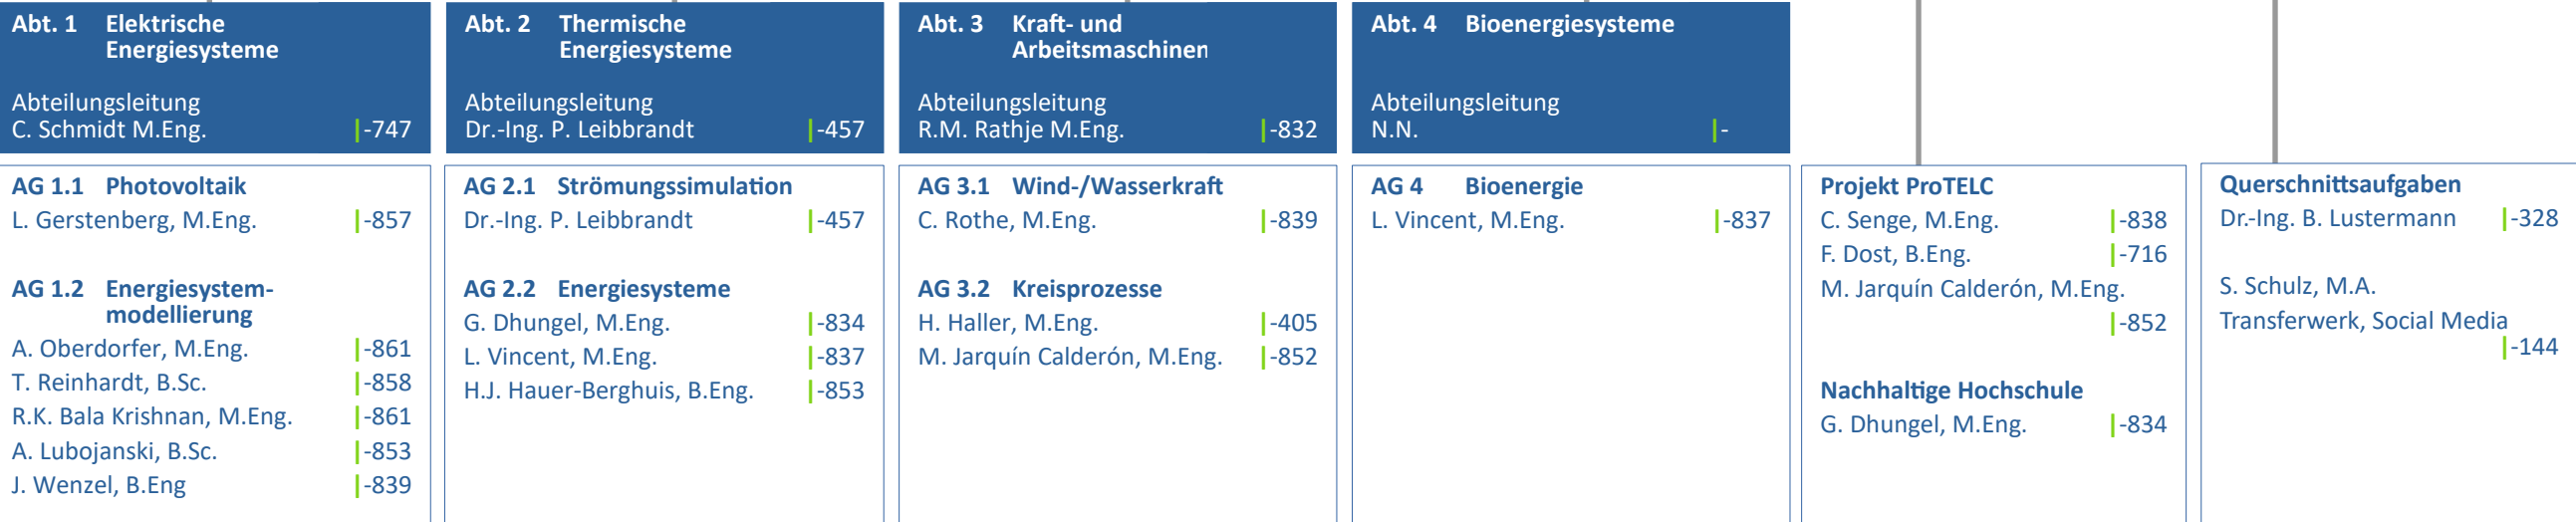 Abt. 1 Elektrische
Energiesysteme
Abteilungsleitung
C. Schmidt M.Eng. |-747
AG 1.1 Photovoltaik
L. Gerstenberg, M.Eng. |-857
AG 1.2 Energiesystem-
modellierung
A. Oberdorfer, M.Eng. |-861
T. Reinhardt, B.Sc. |-858
R.K. Bala Krishnan, M.Eng. |-861
A. Lubojanski, B.Sc. |-853
J. Wenzel, B.Eng |-839
Abt. 2 Thermische
Energiesysteme
Abteilungsleitung
Dr.-Ing. P. Leibbrandt |-457
AG 2.1 Strömungssimulation
Dr.-Ing. P. Leibbrandt |-457
AG 2.2 Energiesysteme
G. Dhungel, M.Eng. |-834
L. Vincent, M.Eng. |-837
H.J. Hauer-Berghuis, B.Eng. |-853
Abt. 3 Kraft- und
Arbeitsmaschinen
Abteilungsleitung
R.M. Rathje M.Eng. |-832
AG 3.1 Wind-/Wasserkraft
C. Rothe, M.Eng. |-839
AG 3.2 Kreisprozesse
H. Haller, M.Eng. |-405
M. Jarquín Calderón, M.Eng. |-852
Abt. 4 Bioenergiesysteme
Abteilungsleitung
N.N. |-
AG 4 Bioenergie
L. Vincent, M.Eng. |-837
Projekt ProTELC
C. Senge, M.Eng. |-838
F. Dost, B.Eng. |-716
M. Jarquín Calderón, M.Eng.
|-852
Nachhaltige Hochschule
G. Dhungel, M.Eng. |-834
Querschnittsaufgaben
Dr.-Ing. B. Lustermann |-328
S. Schulz, M.A.
Transferwerk, Social Media
|-144